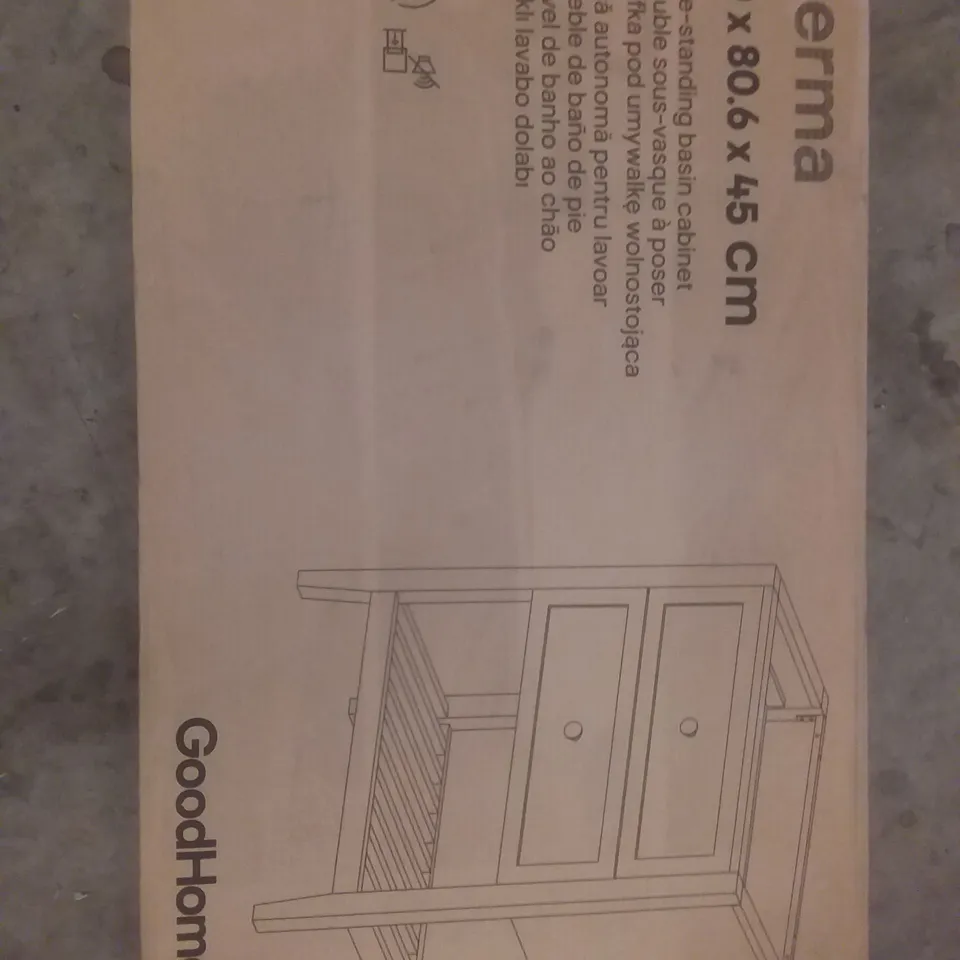 erma
x 80.6 x 45 cm
e-standing basin cabinet
uble sous-vasque à poser
fka pod umywalkę wolnostojąca
ă autonomă pentru lavoar
eble de baño de pie
vel de banho ao chão
klı lavabo dolabı
GoodHom